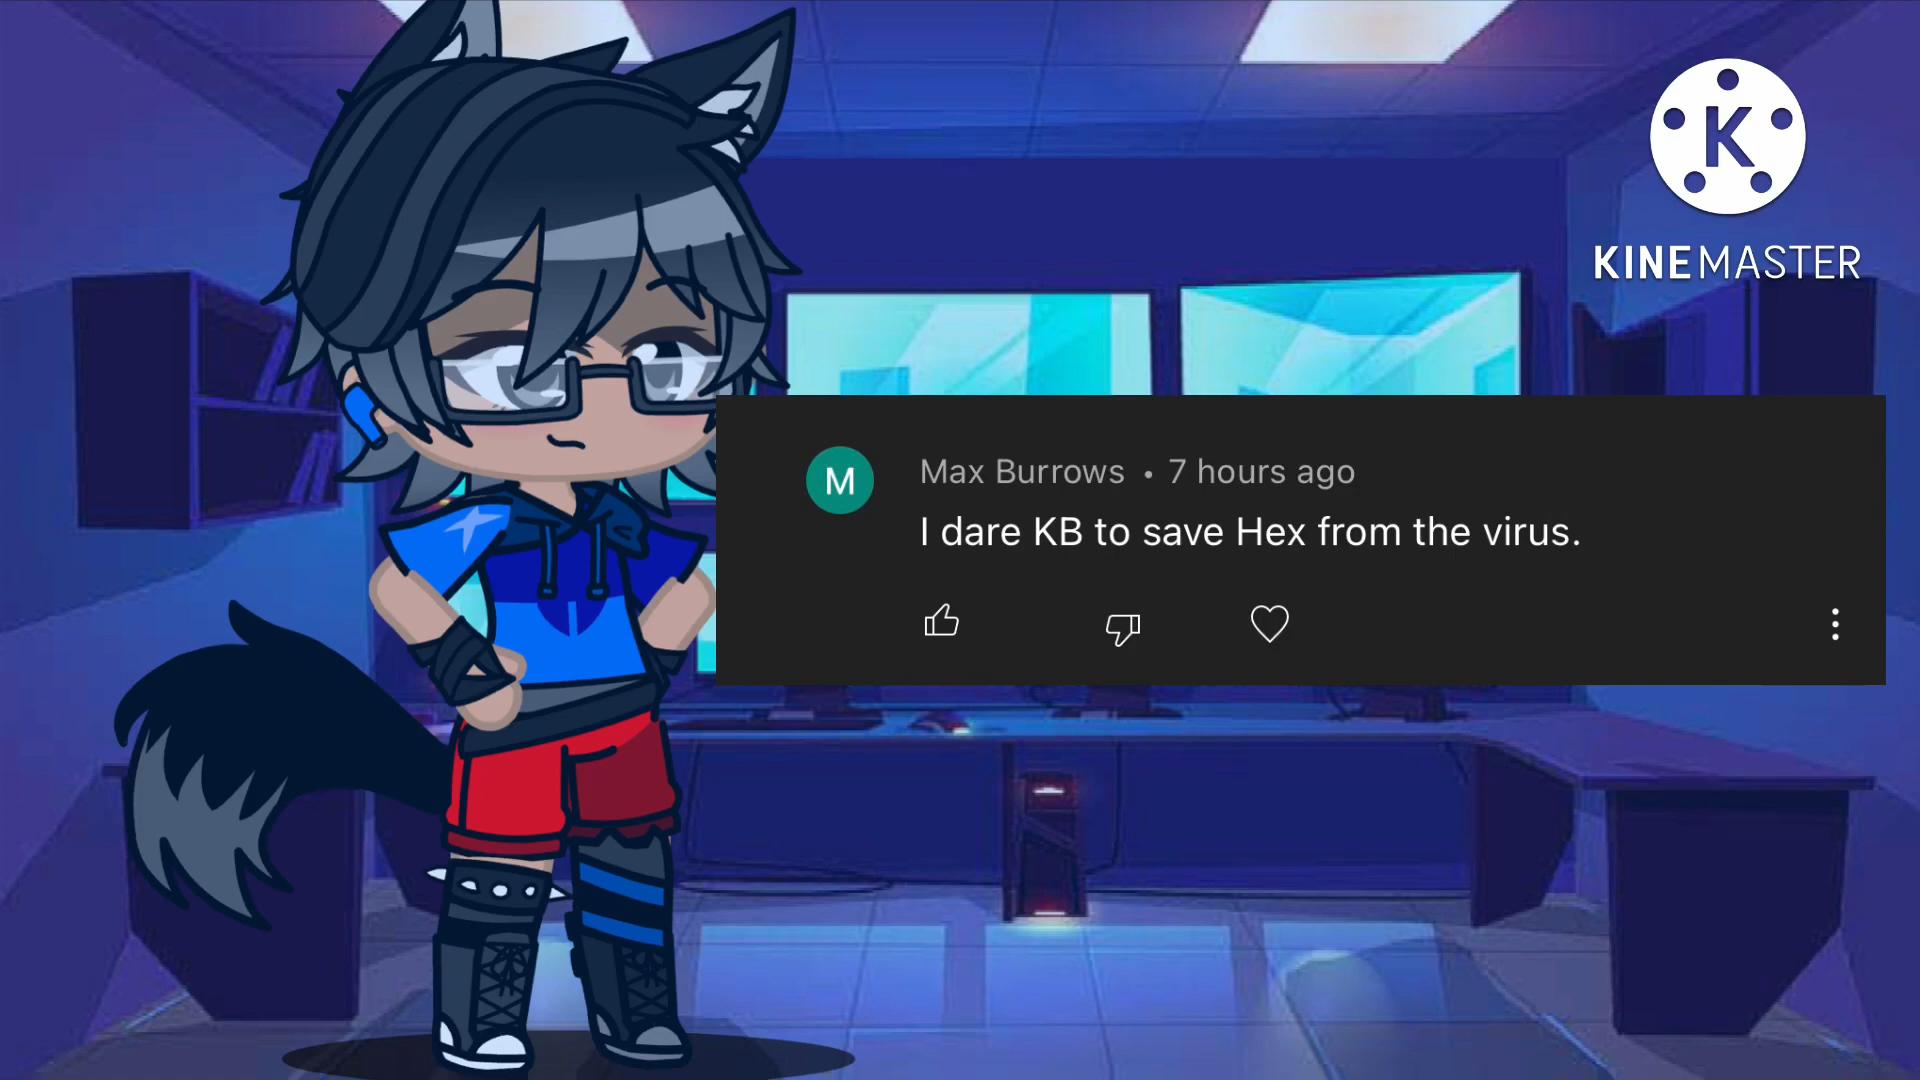 K
KINEMASTER
M
Max Burrows • 7 hours ago
I dare KB to save Hex from the virus.